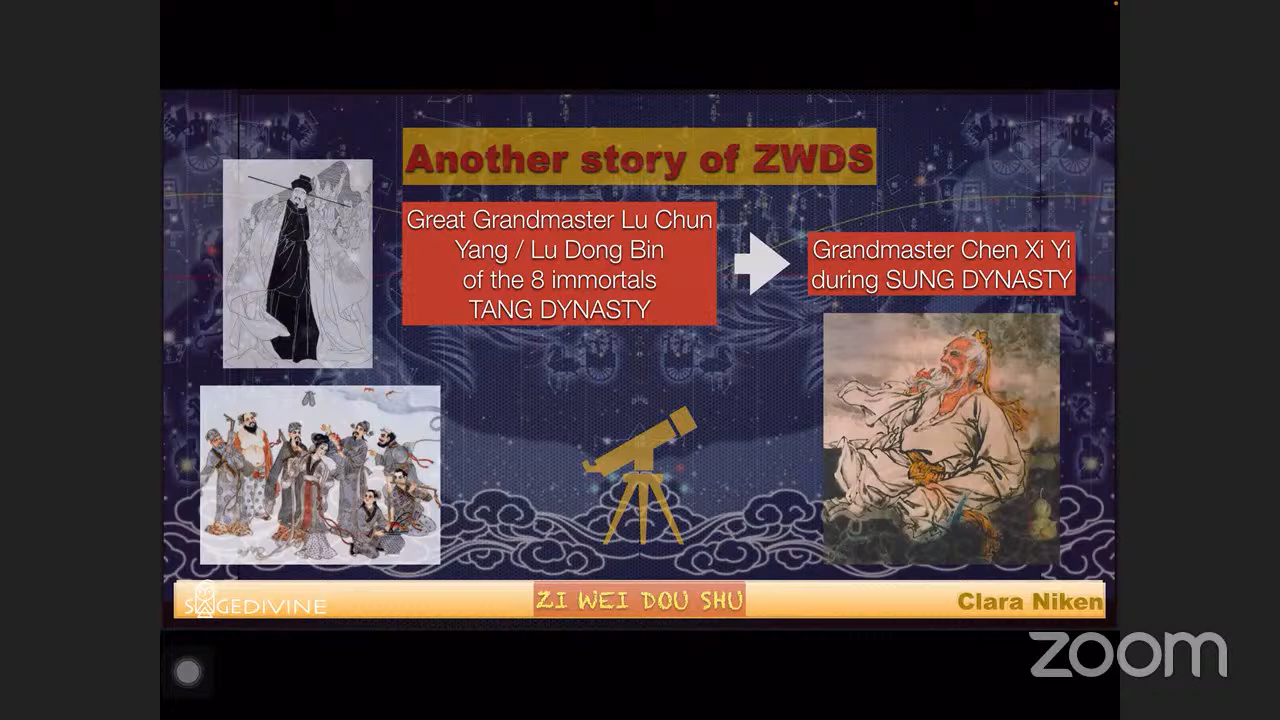 Another story of ZWDS
Great Grandmaster Lu Chun
Yang / Lu Dong Bin
of the 8 immortals
TANG DYNASTY
Grandmaster Chen Xi Yi
during SUNG DYNASTY
SAGEDIVINE
ZI WEI DOU SHU
Clara Niken
zoom